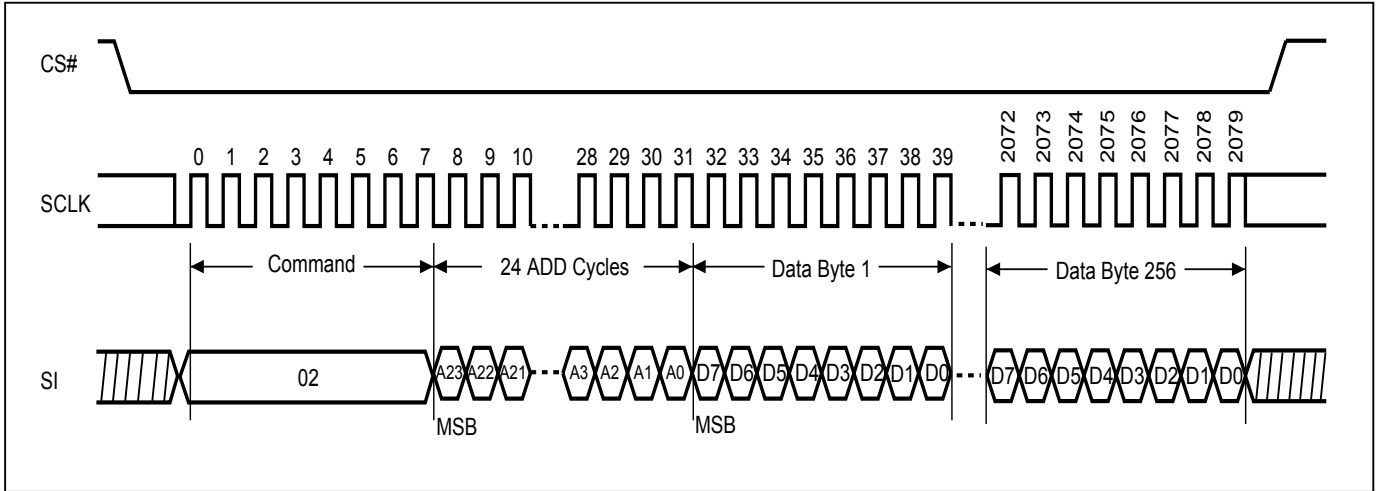 CS#
2072 2073 2074 2075 2076 2077 2078 2079
0 1 2 3 4 5 6 7 8 9 10 28 29 30 31 32 33 34 35 36 37 38 39
SCLK
Command 24 ADD Cycles Data Byte 1 Data Byte 256
SI 02 A23 A22 A21 A3 A2 A1 A0 D7 D6 D5 D4 D3 D2 D1 D0 D7 D6 D5 D4 D3 D2 D1 D0
MSB MSB